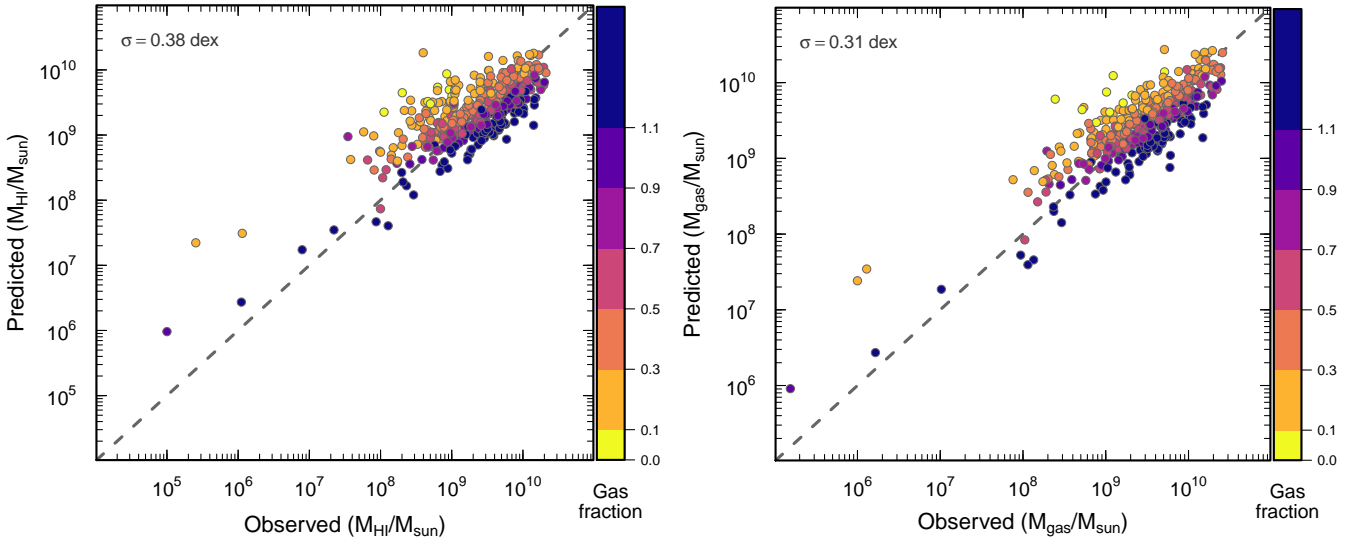 σ = 0.38 dex
Predicted (M_HI/M_sun)
10^10
10^9
10^8
10^7
10^6
10^5
10^5 10^6 10^7 10^8 10^9 10^10
Observed (M_HI/M_sun)
1.1
0.9
0.7
0.5
0.3
0.1
0.0
Gas
fraction
σ = 0.31 dex
Predicted (M_gas/M_sun)
10^10
10^9
10^8
10^7
10^6
10^6 10^7 10^8 10^9 10^10
Observed (M_gas/M_sun)
1.1
0.9
0.7
0.5
0.3
0.1
0.0
Gas
fraction